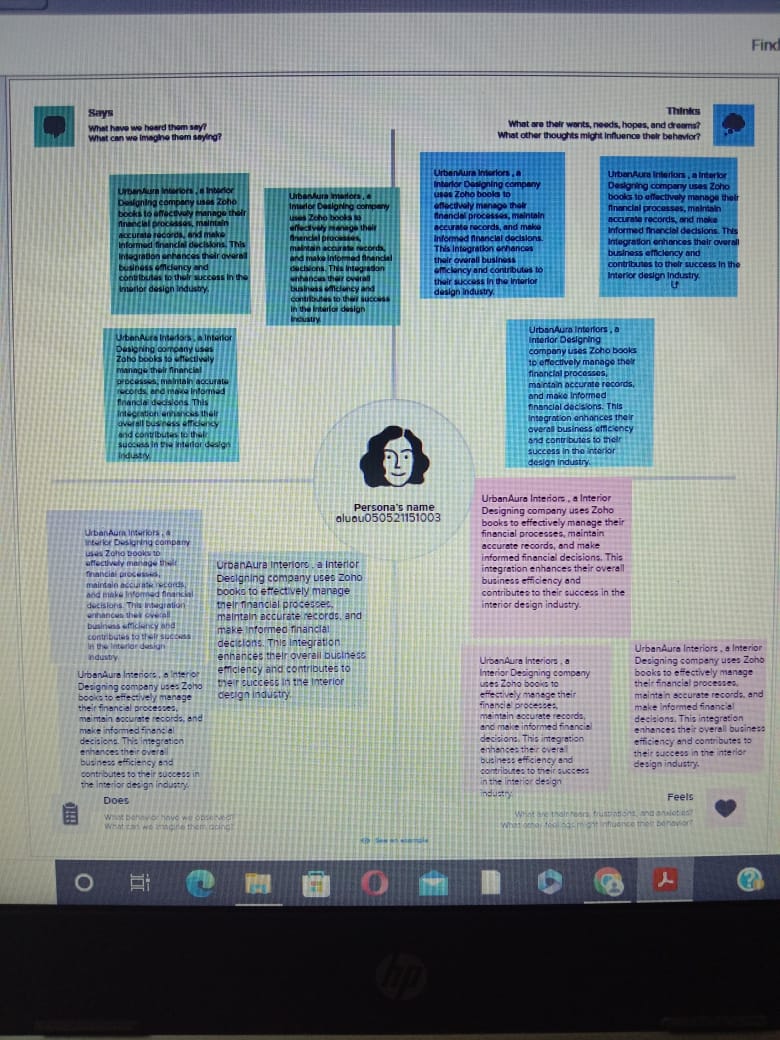 Find
Says
What have we heard them say?
What can we imagine them saying?
Thinks
What are their wants, needs, hopes, and dreams?
What other thoughts might influence their behavior?
UrbanAura Interiors , a Interior
Designing company uses Zoho
books to effectively manage their
financial processes, maintain
accurate records, and make
informed financial decisions. This
integration enhances their overall
business efficiency and
contributes to their success in the
interior design industry.
UrbanAura Interiors , a
Interior Designing company
uses Zoho books to
effectively manage their
financial processes,
maintain accurate records,
and make informed financial
decisions. This integration
enhances their overall
business efficiency and
contributes to their success
in the interior design
industry.
UrbanAura Interiors , a
Interior Designing company
uses Zoho books to
effectively manage their
financial processes, maintain
accurate records, and make
informed financial decisions.
This integration enhances
their overall business
efficiency and contributes to
their success in the interior
design industry.
UrbanAura Interiors , a Interior
Designing company uses Zoho
books to effectively manage their
financial processes, maintain
accurate records, and make
informed financial decisions. This
integration enhances their overall
business efficiency and
contributes to their success in the
interior design industry.
UrbanAura Interiors , a Interior
Designing company uses
Zoho books to effectively
manage their financial
processes, maintain accurate
records, and make informed
financial decisions. This
integration enhances their
overall business efficiency
and contributes to their
success in the interior design
industry.
UrbanAura Interiors , a
Interior Designing
company uses Zoho books
to effectively manage their
financial processes,
maintain accurate records,
and make informed
financial decisions. This
integration enhances their
overall business efficiency
and contributes to their
success in the interior
design industry.
Persona's name
aluau050521151003
UrbanAura Interiors , a
Interior Designing company
uses Zoho books to
effectively manage their
financial processes,
maintain accurate records,
and make informed financial
decisions. This integration
enhances their overall
business efficiency and
contributes to their success
in the interior design
industry.
UrbanAura Interiors , a Interior
Designing company uses Zoho
books to effectively manage
their financial processes,
maintain accurate records, and
make informed financial
decisions. This integration
enhances their overall business
efficiency and contributes to
their success in the interior
design industry.
UrbanAura Interiors , a Interior
Designing company uses Zoho
books to effectively manage their
financial processes, maintain
accurate records, and make
informed financial decisions. This
integration enhances their overall
business efficiency and
contributes to their success in the
interior design industry.
UrbanAura Interiors , a Interior
Designing company uses Zoho
books to effectively manage
their financial processes,
maintain accurate records, and
make informed financial
decisions. This integration
enhances their overall
business efficiency and
contributes to their success in
the interior design industry.
UrbanAura Interiors , a
Interior Designing company
uses Zoho books to
effectively manage their
financial processes,
maintain accurate records,
and make informed financial
decisions. This integration
enhances their overall
business efficiency and
contributes to their success
in the interior design
industry.
UrbanAura Interiors , a Interior
Designing company uses Zoho
books to effectively manage
their financial processes,
maintain accurate records, and
make informed financial
decisions. This integration
enhances their overall business
efficiency and contributes to
their success in the interior
design industry.
Does
What behavior have we observed?
What can we imagine them doing?
Feels
What are their fears, frustrations, and anxieties?
What other feelings might influence their behavior?
See an example
hp